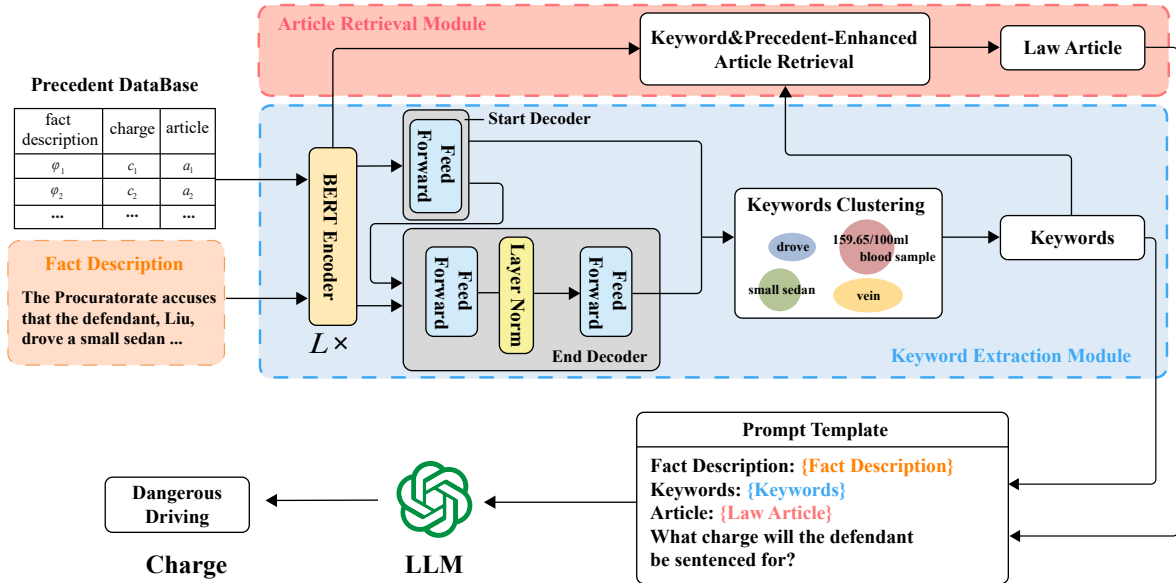 Article Retrieval Module
Keyword&Precedent-Enhanced
Article Retrieval
Law Article
Precedent DataBase
fact description charge article
φ1 c1 a1
φ2 c2 a2
... ... ...
Fact Description
The Procuratorate accuses
that the defendant, Liu,
drove a small sedan ...
BERT Encoder
L×
Feed Forward
Start Decoder
Feed Forward
Layer Norm
Feed Forward
End Decoder
Keywords Clustering
drove
159.65/100ml
blood sample
small sedan
vein
Keywords
Keyword Extraction Module
Prompt Template
Fact Description: {Fact Description}
Keywords: {Keywords}
Article: {Law Article}
What charge will the defendant
be sentenced for?
LLM
Dangerous
Driving
Charge